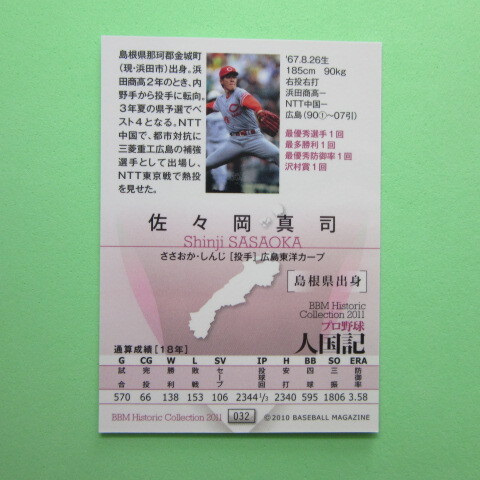 島根県那珂郡金城町
(現・浜田市)出身。浜
田商高2年のとき、内
野手から投手に転向。
3年夏の県予選でベ
スト4となる。NTT
中国で、都市対抗に
三菱重工広島の補強
選手として出場し、
NTT東京戦で熱投
を見せた。
'67.8.26生
185cm 90kg
右投右打
浜田商高―
NTT中国―
広島(90①〜07引)
最優秀選手1回
最多勝利1回
最優秀防御率1回
沢村賞1回
佐々岡真司
Shinji SASAOKA
ささおか・しんじ[投手]広島東洋カープ
島根県出身
BBM Historic
Collection 2011
プロ野球
人国記
通算成績[18年]
G CG W L SV IP H BB SO ERA
試合 完投 勝利 敗戦 セーブ 投球回 安打 四球 三振 防御率
570 66 138 153 106 2344 1/3 2340 595 1806 3.58
BBM Historic Collection 2011 032 ©2010 BASEBALL MAGAZINE